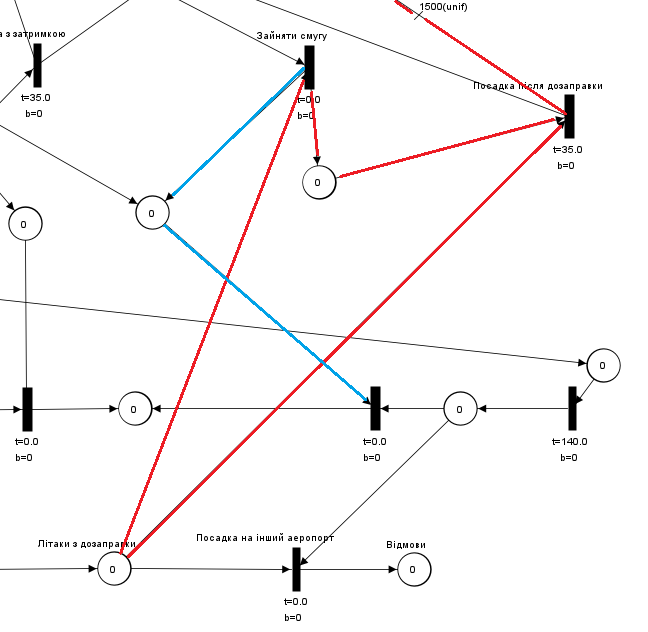 1500(unif)
а з затримкою
t=35.0
b=0
Зайняти смугу
t=0.0
b=0
Посадка після дозаправки
t=35.0
b=0
0
0
0
0
0
0
t=0.0
b=0
t=0.0
b=0
t=140.0
b=0
Літаки з дозаправки
0
Посадка на інший аеропорт
t=0.0
b=0
Відмови
0